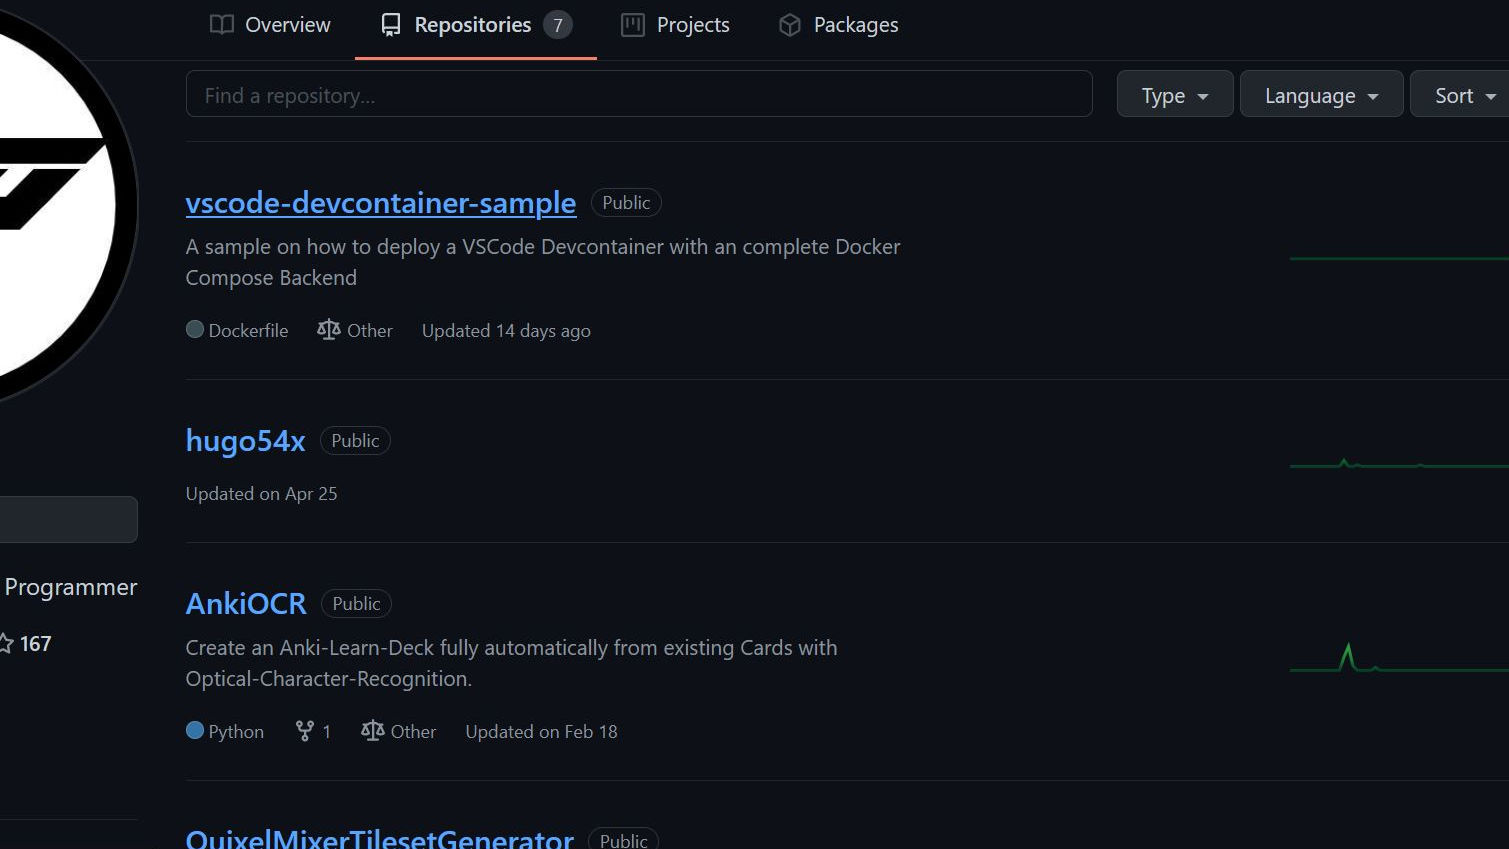 Overview Repositories 7 Projects Packages
Find a repository... Type Language Sort
vscode-devcontainer-sample Public
A sample on how to deploy a VSCode Devcontainer with an complete Docker
Compose Backend
Dockerfile Other Updated 14 days ago
hugo54x Public
Updated on Apr 25
Programmer
167
AnkiOCR Public
Create an Anki-Learn-Deck fully automatically from existing Cards with
Optical-Character-Recognition.
Python 1 Other Updated on Feb 18
QuixelMixerTilesetGenerator Public